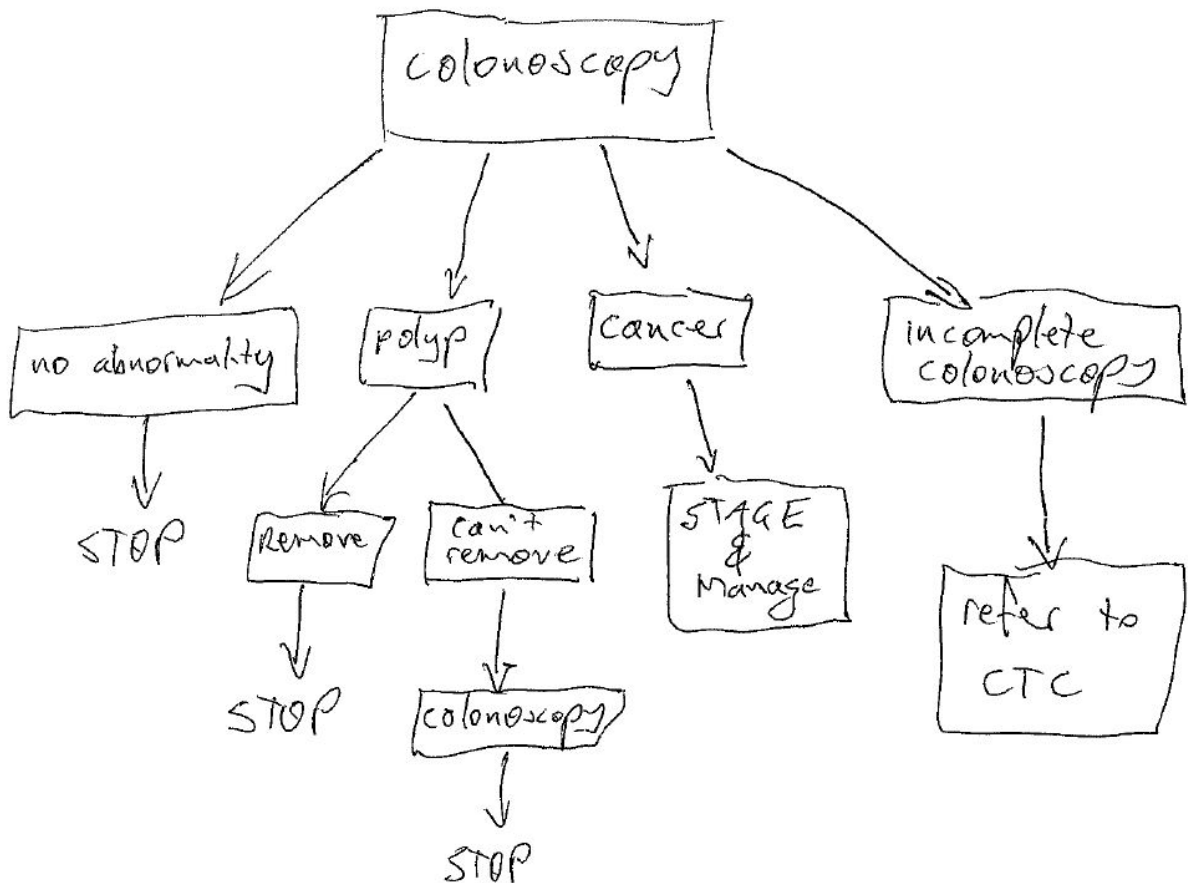 colonoscopy
no abnormality
polyp
cancer
incomplete
colonoscopy
STOP
Remove
can't
remove
STAGE
&
Manage
refer to
CTC
STOP
colonoscopy
STOP